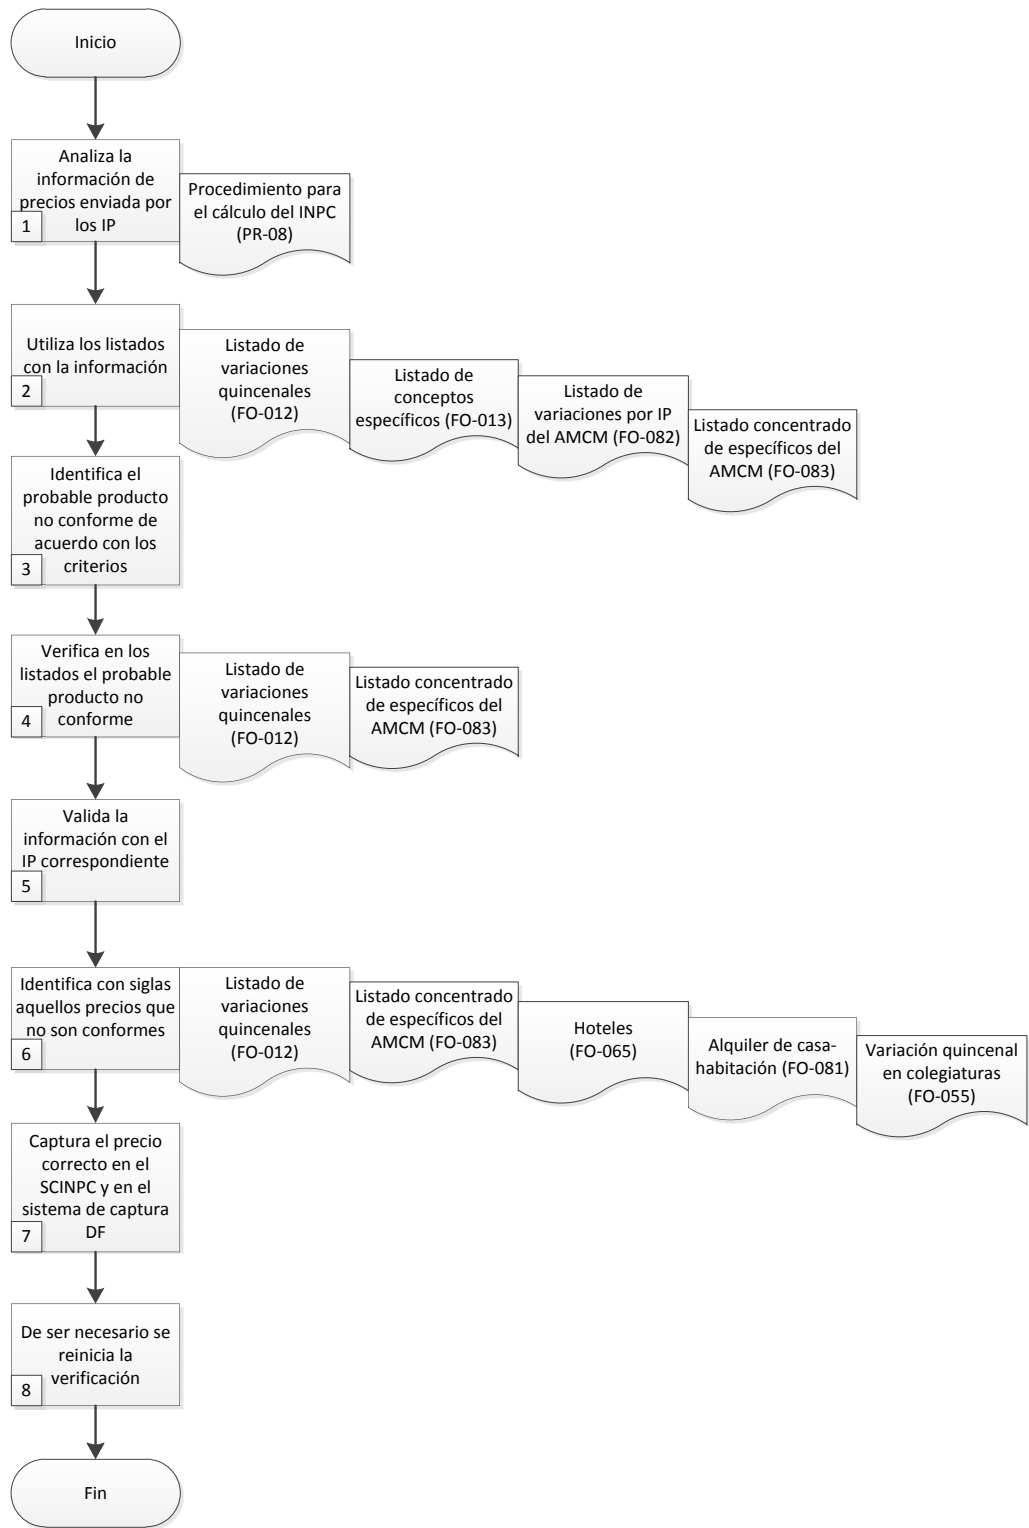 Inicio
Analiza la
información de
precios enviada por
los IP
1
Procedimiento para
el cálculo del INPC
(PR-08)
Utiliza los listados
con la información
2
Listado de
variaciones
quincenales
(FO-012)
Listado de
conceptos
específicos (FO-013)
Listado de
variaciones por IP
del AMCM (FO-082)
Listado concentrado
de específicos del
AMCM (FO-083)
Identifica el
probable producto
no conforme de
acuerdo con los
criterios
3
Verifica en los
listados el probable
producto no
conforme
4
Listado de
variaciones
quincenales
(FO-012)
Listado concentrado
de específicos del
AMCM (FO-083)
Valida la
información con el
IP correspondiente
5
Identifica con siglas
aquellos precios que
no son conformes
6
Listado de
variaciones
quincenales
(FO-012)
Listado concentrado
de específicos del
AMCM (FO-083)
Hoteles
(FO-065)
Alquiler de casa-
habitación (FO-081)
Variación quincenal
en colegiaturas
(FO-055)
Captura el precio
correcto en el
SCINPC y en el
sistema de captura
DF
7
De ser necesario se
reinicia la
verificación
8
Fin